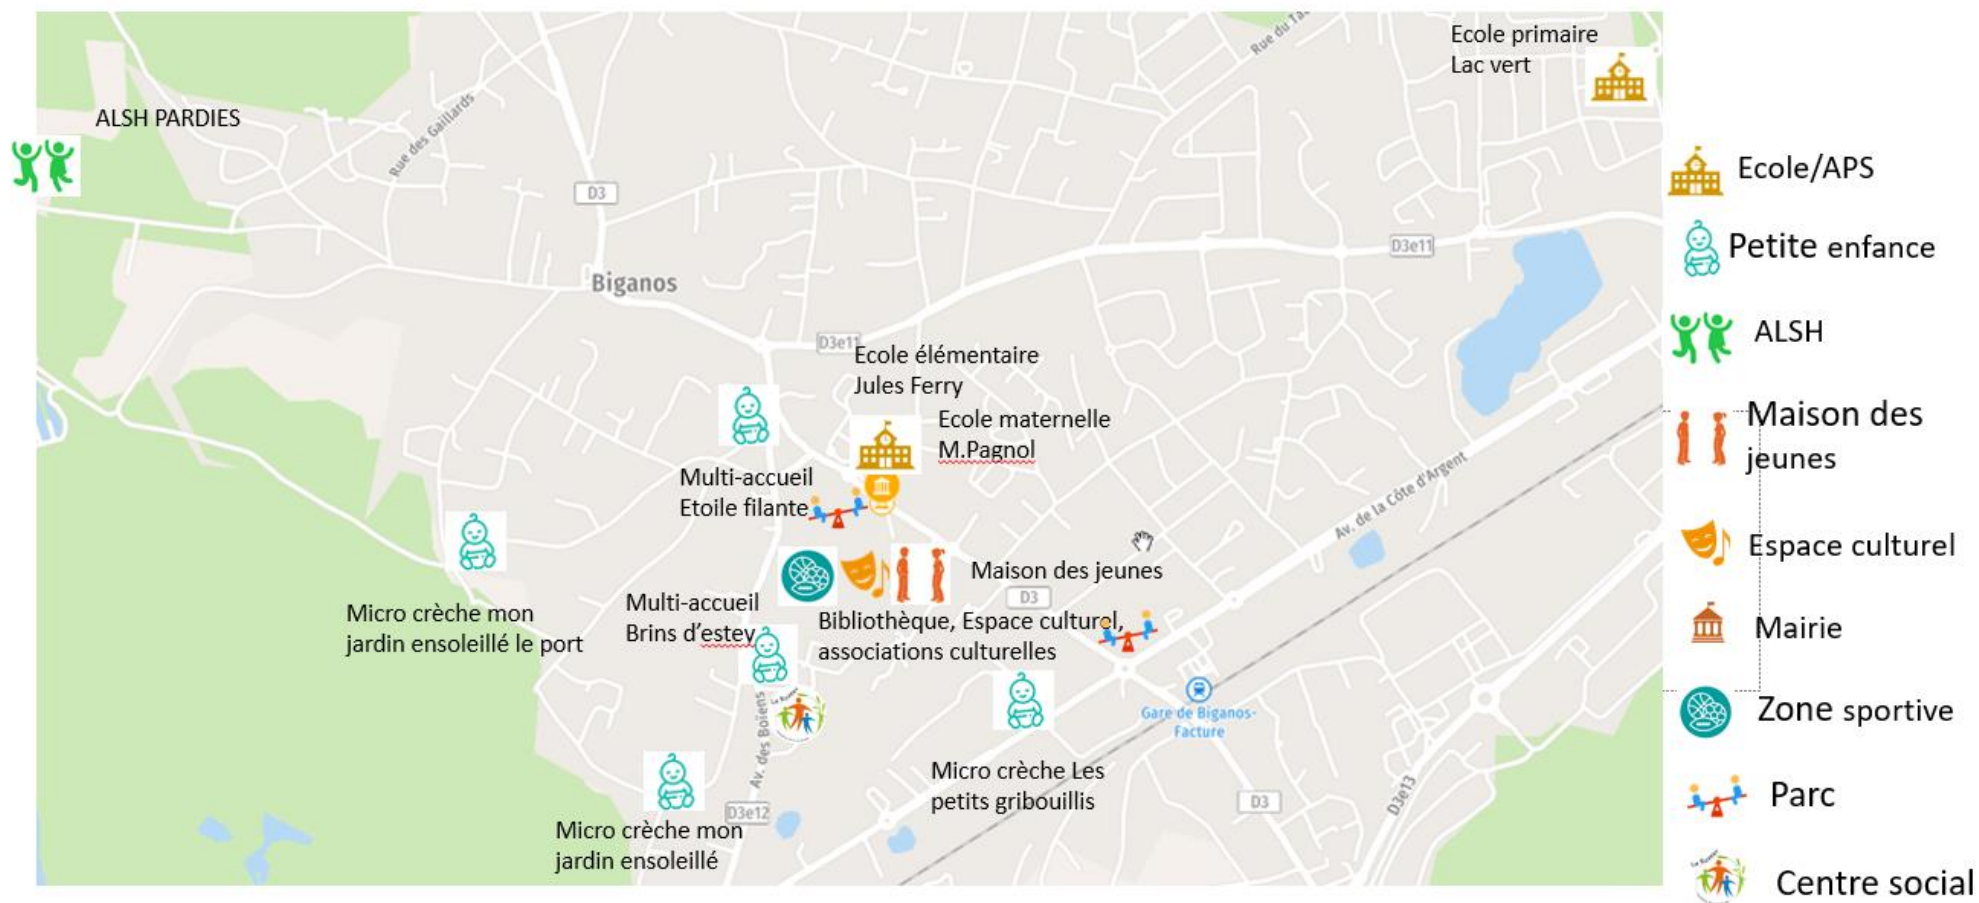 Ecole primaire
Lac vert
Rue du Ta
ALSH PARDIES
Rue des Gaillards
D3
Biganos
D3e11
D3e11
Ecole élémentaire
Jules Ferry
Ecole maternelle
M.Pagnol
Multi-accueil
Etoile filante
Av. de la Côte d'Argent
Maison des jeunes
D3
Micro crèche mon
jardin ensoleillé le port
Multi-accueil
Brins d'estey
Bibliothèque, Espace culturel,
associations culturelles
Gare de Biganos-
Facture
Av. des Boïens
Micro crèche Les
petits gribouillis
D3
D3e13
D3e12
Micro crèche mon
jardin ensoleillé
Ecole/APS
Petite enfance
ALSH
Maison des
jeunes
Espace culturel
Mairie
Zone sportive
Parc
Centre social